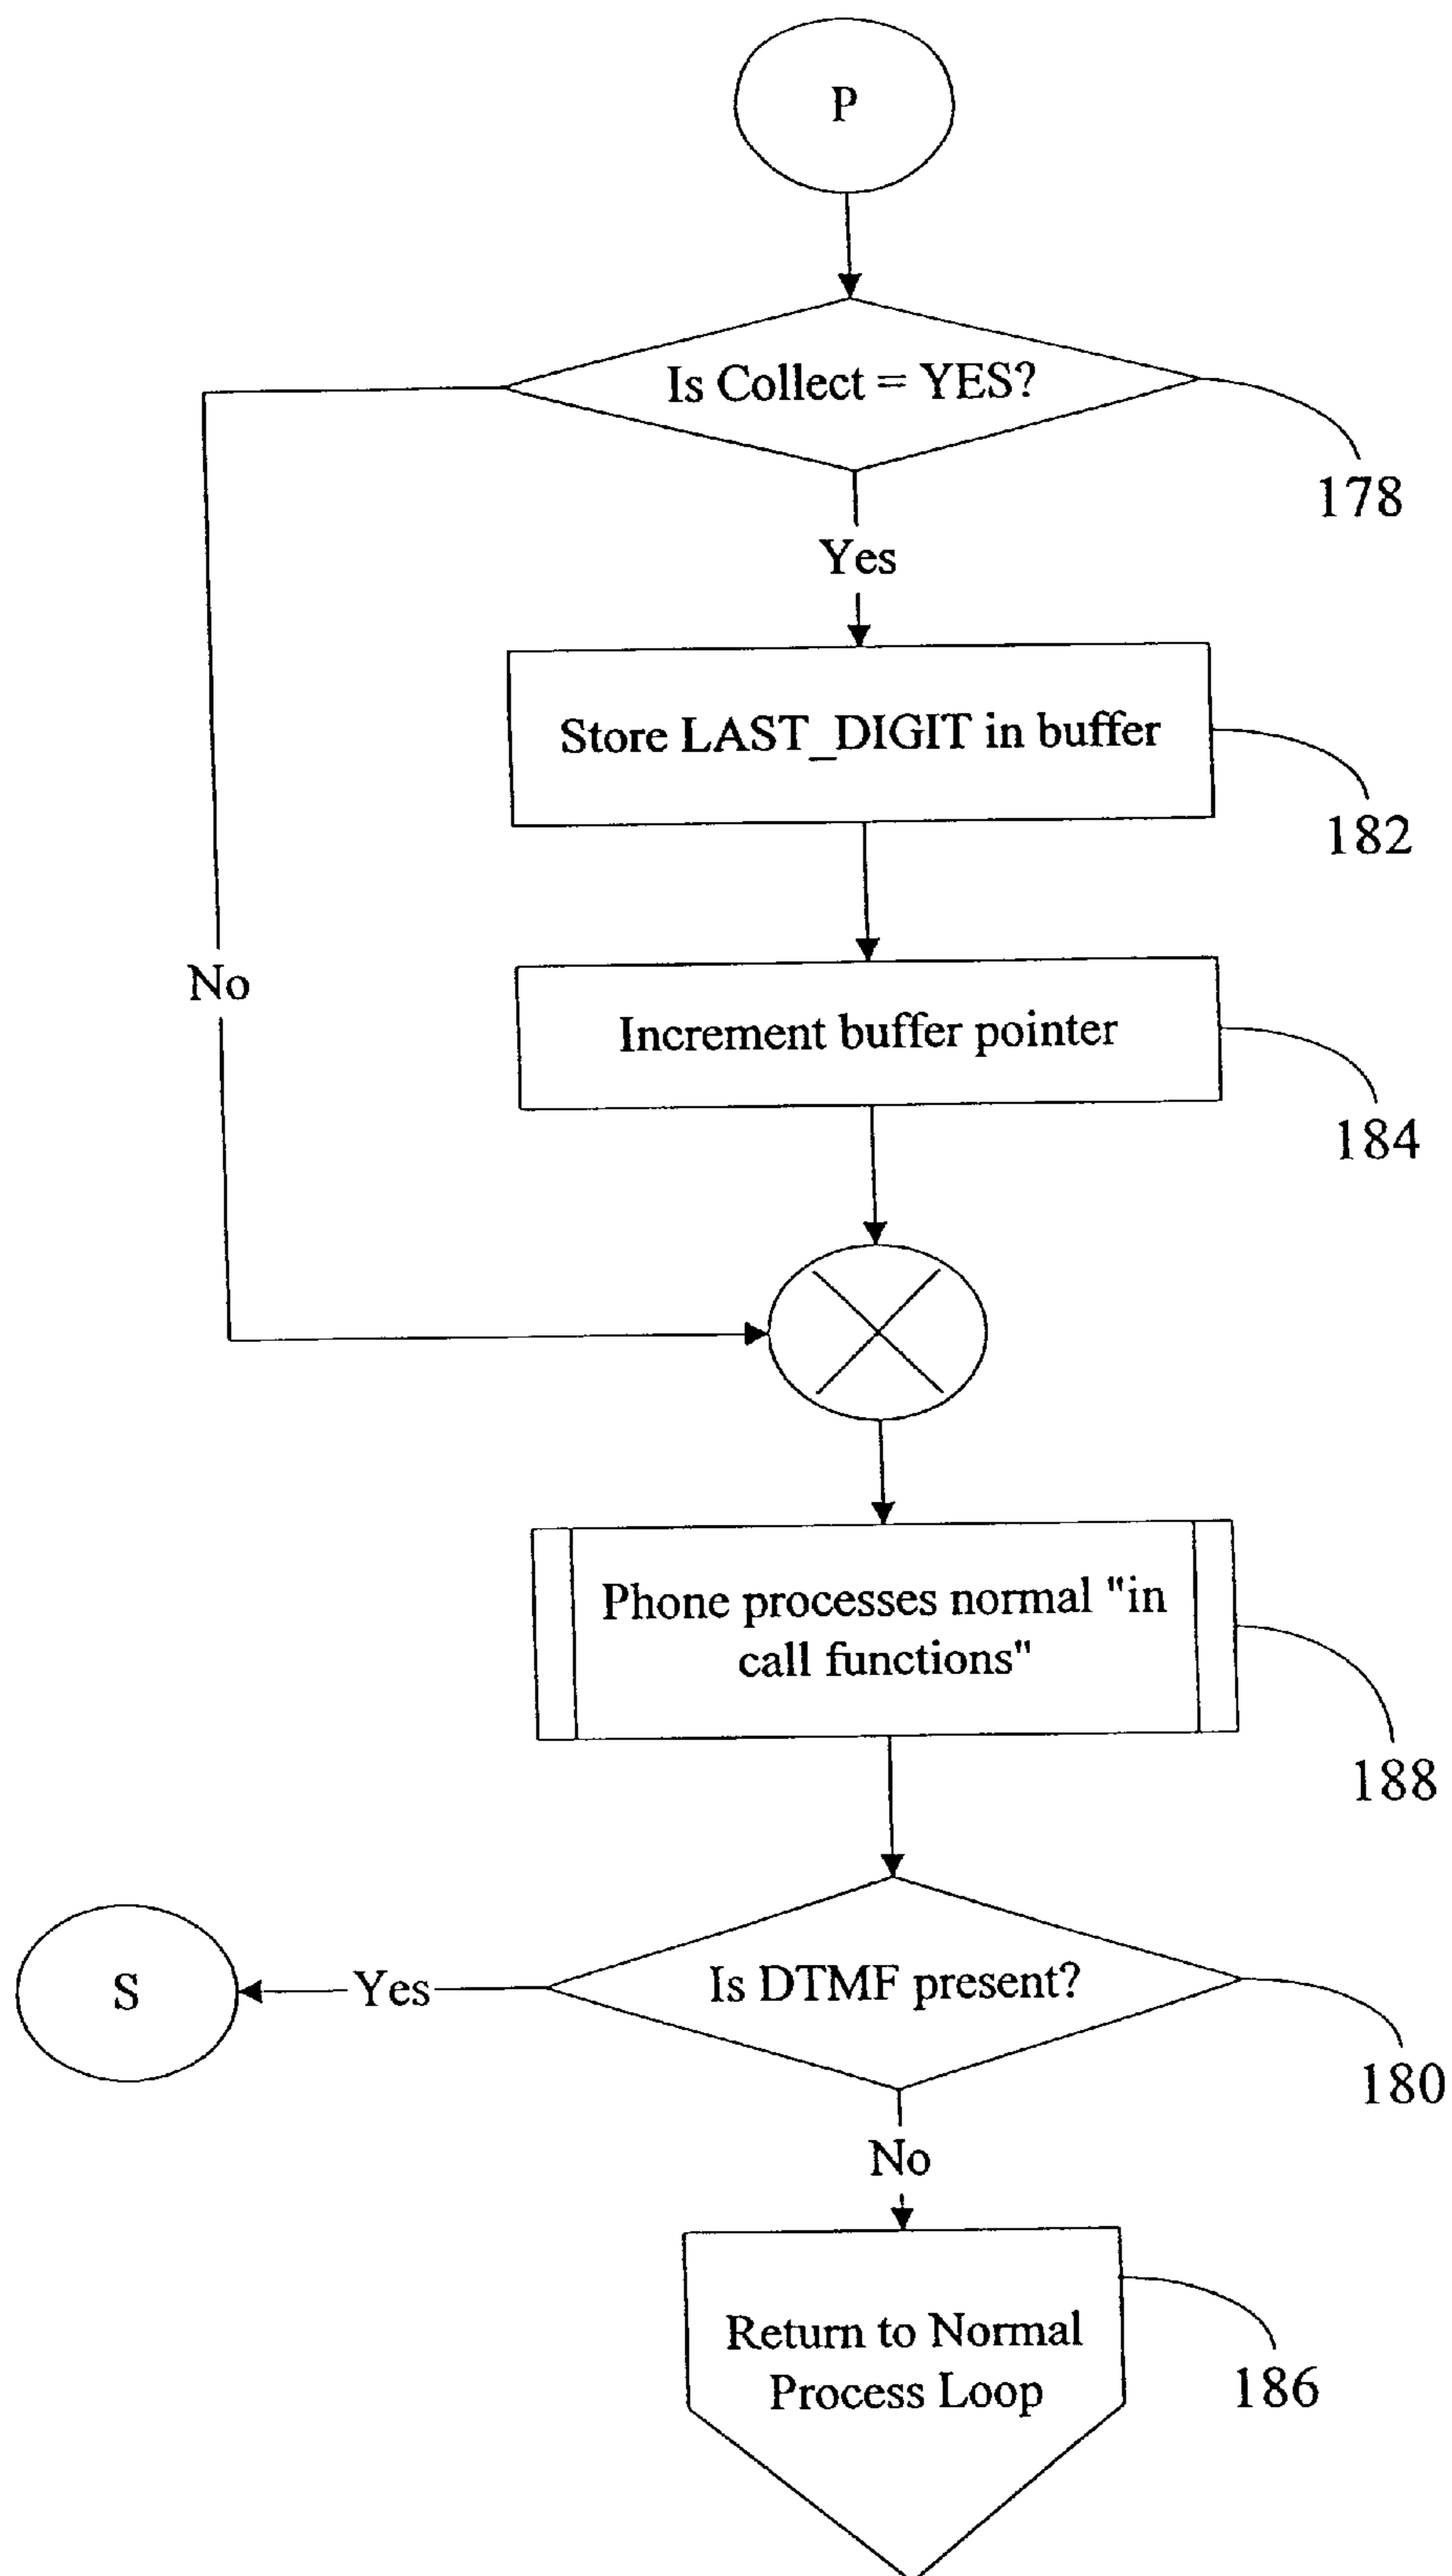 P
Is Collect = YES?
178
Yes
Store LAST_DIGIT in buffer
182
No
Increment buffer pointer
184
Phone processes normal "in
call functions"
188
S
Yes
Is DTMF present?
180
No
Return to Normal
Process Loop
186